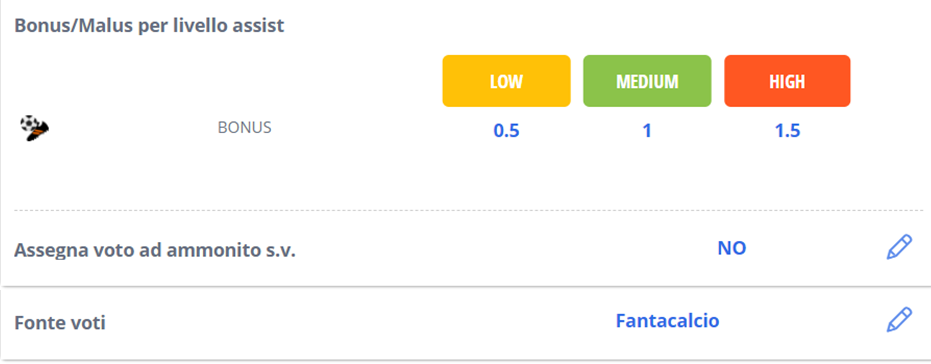 Bonus/Malus per livello assist
LOW MEDIUM HIGH
BONUS 0.5 1 1.5
Assegna voto ad ammonito s.v. NO
Fonte voti Fantacalcio